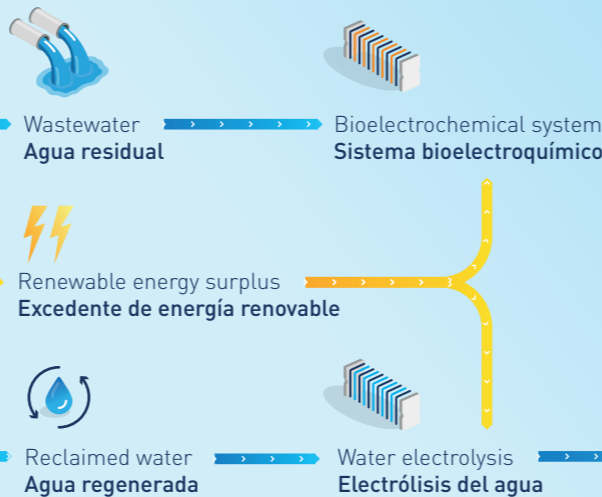 Wastewater
Agua residual
Bioelectrochemical system
Sistema bioelectroquímico
Renewable energy surplus
Excedente de energía renovable
Reclaimed water
Agua regenerada
Water electrolysis
Electrólisis del agua